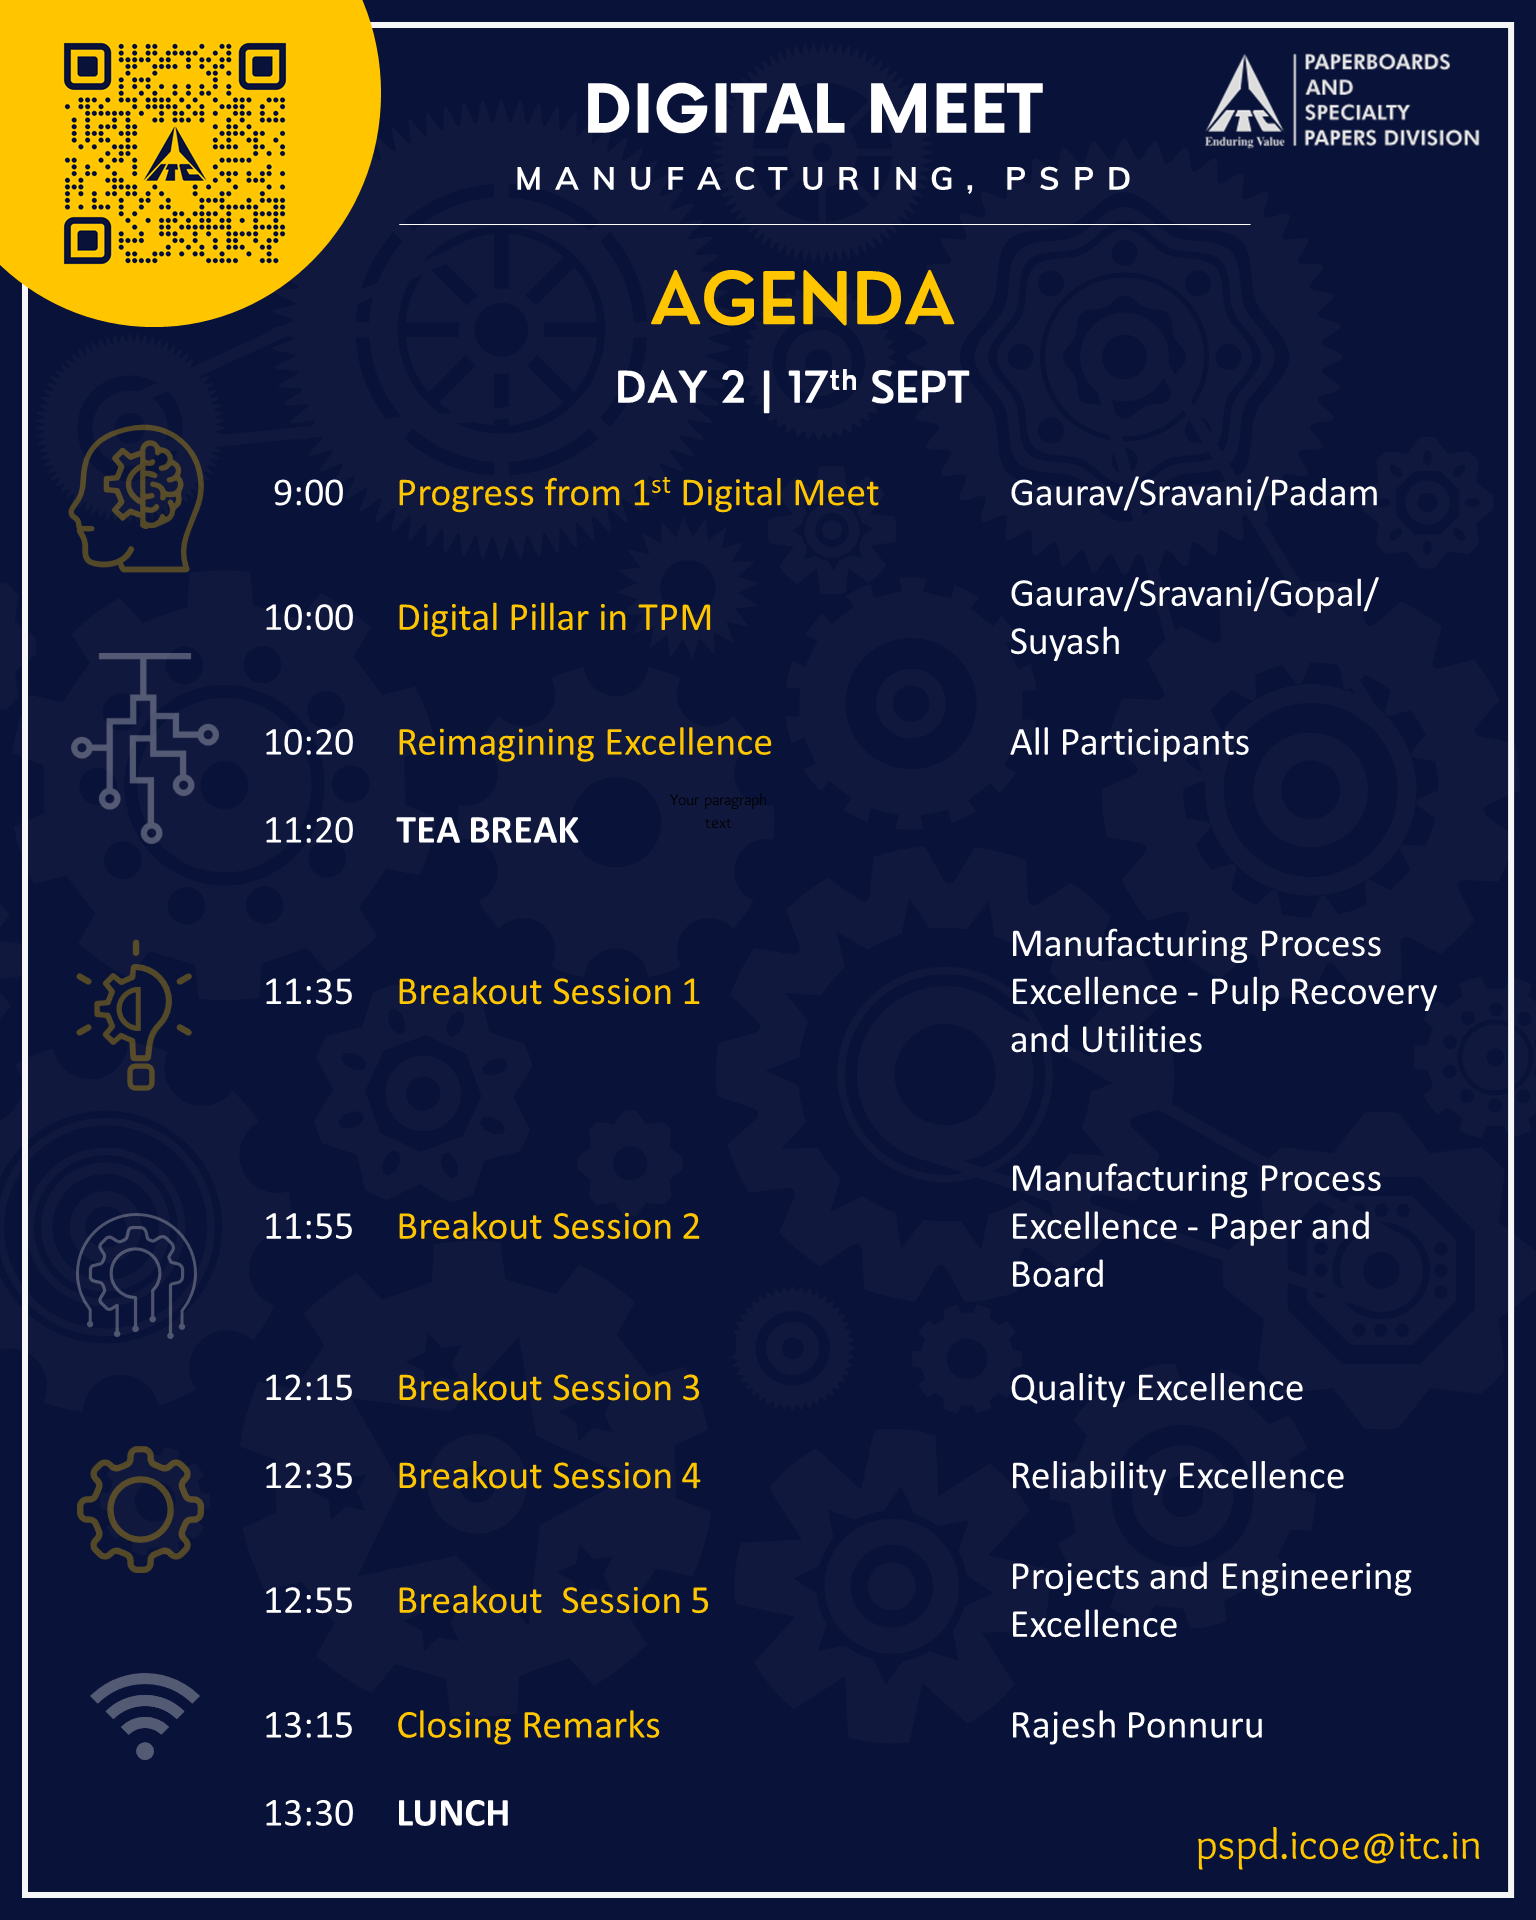 ITC
DIGITAL MEET
MANUFACTURING, PSPD
ITC
Enduring Value
PAPERBOARDS
AND
SPECIALTY
PAPERS DIVISION
AGENDA
DAY 2 | 17th SEPT
9:00 Progress from 1st Digital Meet Gaurav/Sravani/Padam
10:00 Digital Pillar in TPM Gaurav/Sravani/Gopal/
Suyash
10:20 Reimagining Excellence All Participants
Your paragraph
text
11:20 TEA BREAK
11:35 Breakout Session 1 Manufacturing Process
Excellence - Pulp Recovery
and Utilities
11:55 Breakout Session 2 Manufacturing Process
Excellence - Paper and
Board
12:15 Breakout Session 3 Quality Excellence
12:35 Breakout Session 4 Reliability Excellence
12:55 Breakout  Session 5 Projects and Engineering
Excellence
13:15 Closing Remarks Rajesh Ponnuru
13:30 LUNCH
pspd.icoe@itc.in